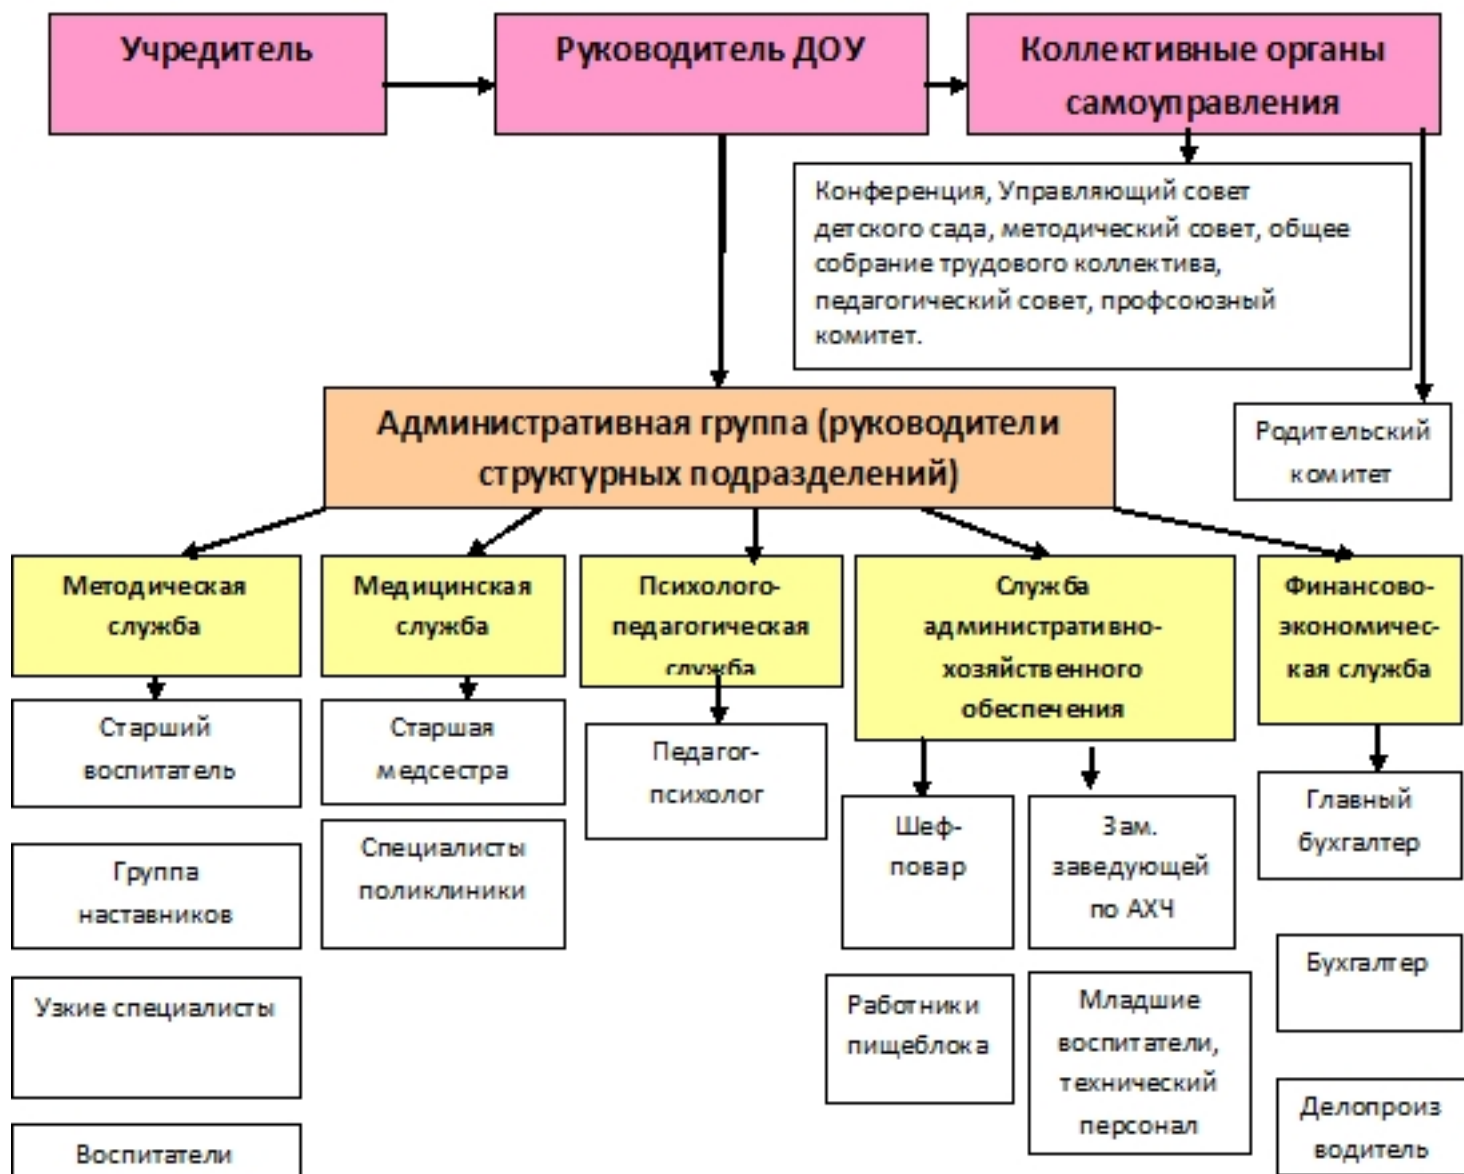 Учредитель
Руководитель ДОУ
Коллективные органы
самоуправления
Конференция, Управляющий совет
детского сада, методический совет, общее
собрание трудового коллектива,
педагогический совет, профсоюзный
комитет.
Административная группа (руководители
структурных подразделений)
Родительский
комитет
Методическая
служба
Медицинская
служба
Психолого-
педагогическая
служба
Служба
административно-
хозяйственного
обеспечения
Финансово-
экономичес-
кая служба
Старший
воспитатель
Старшая
медсестра
Педагог-
психолог
Шеф-
повар
Зам.
заведующей
по АХЧ
Главный
бухгалтер
Группа
наставников
Специалисты
поликлиники
Узкие специалисты
Работники
пищеблока
Младшие
воспитатели,
технический
персонал
Бухгалтер
Воспитатели
Делопроиз
водитель